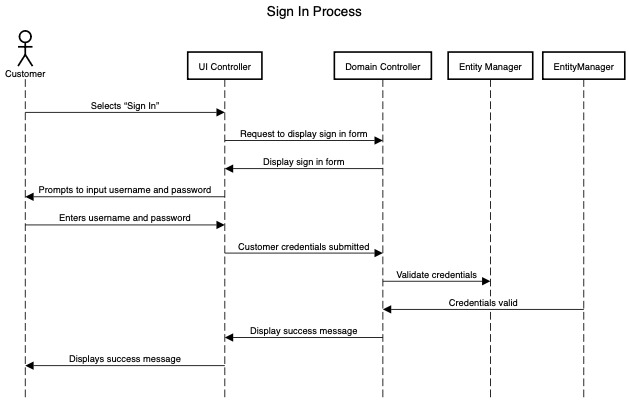 Sign In Process
Customer
UI Controller
Domain Controller
Entity Manager
EntityManager
Selects “Sign In”
Request to display sign in form
Display sign in form
Prompts to input username and password
Enters username and password
Customer credentials submitted
Validate credentials
Credentials valid
Display success message
Displays success message